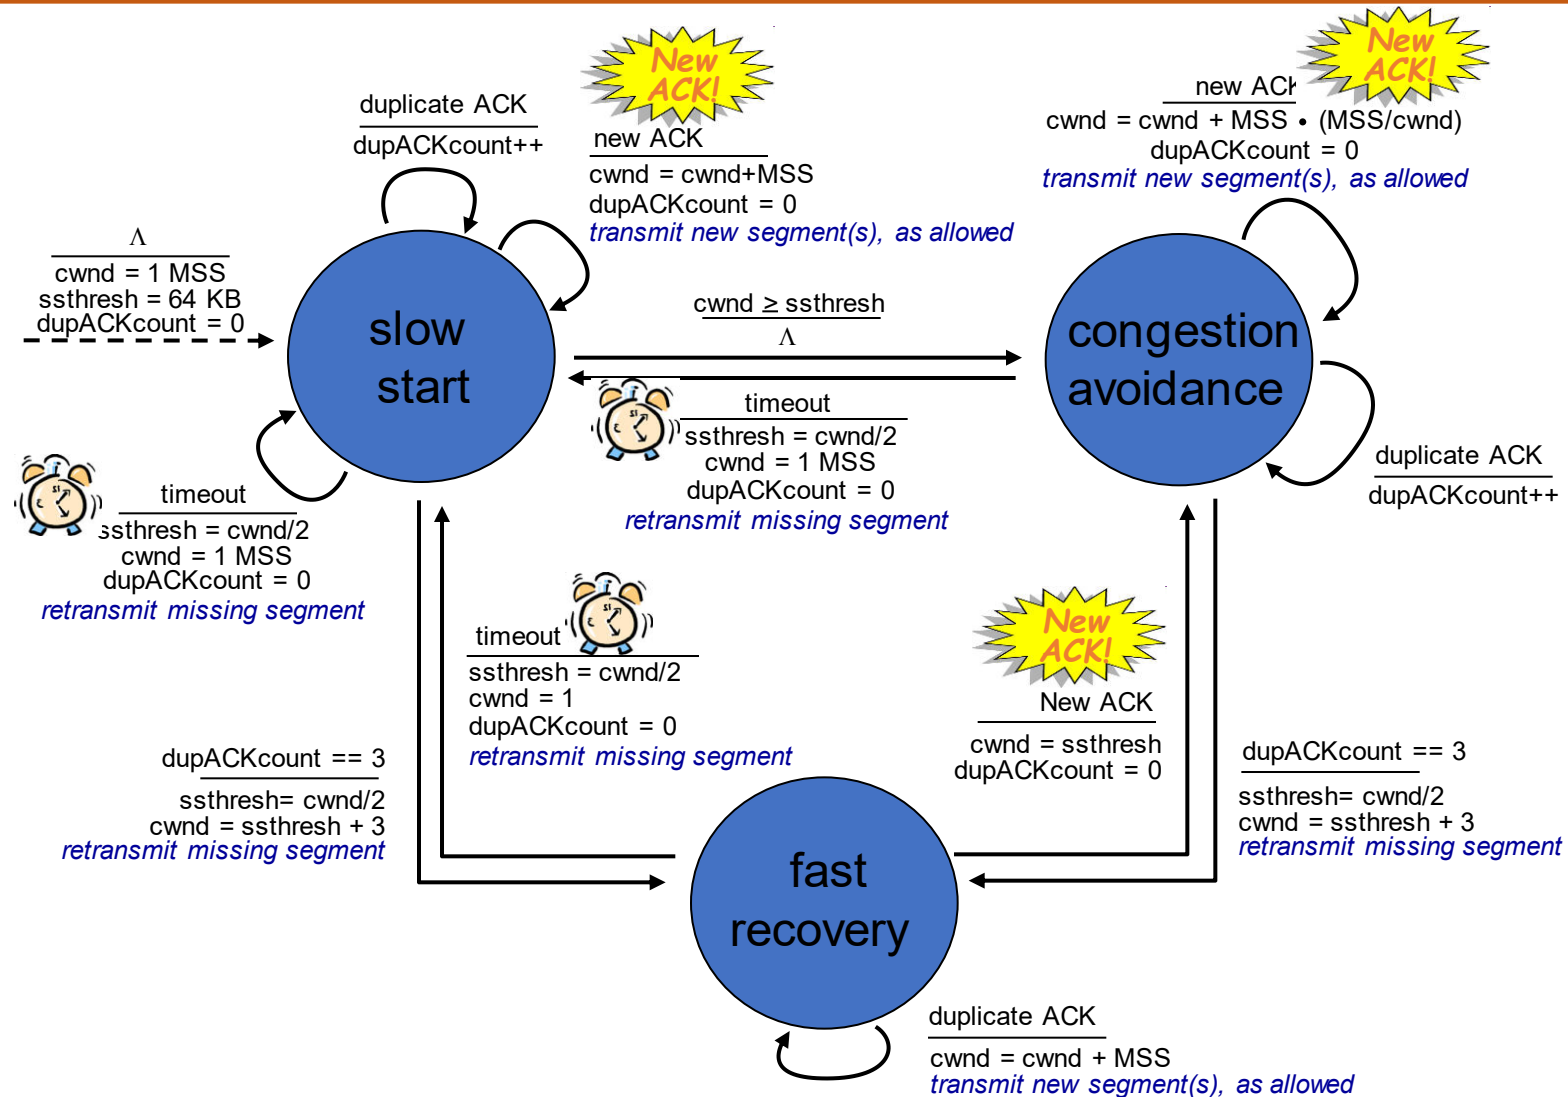 New
ACK!
duplicate ACK
dupACKcount++
new ACK
cwnd = cwnd+MSS
dupACKcount = 0
transmit new segment(s), as allowed
New
ACK!
new ACK
cwnd = cwnd + MSS • (MSS/cwnd)
dupACKcount = 0
transmit new segment(s), as allowed
Λ
cwnd = 1 MSS
ssthresh = 64 KB
dupACKcount = 0
slow
start
cwnd ≥ ssthresh
Λ
congestion
avoidance
timeout
ssthresh = cwnd/2
cwnd = 1 MSS
dupACKcount = 0
retransmit missing segment
duplicate ACK
dupACKcount++
timeout
ssthresh = cwnd/2
cwnd = 1 MSS
dupACKcount = 0
retransmit missing segment
timeout
ssthresh = cwnd/2
cwnd = 1
dupACKcount = 0
retransmit missing segment
New
ACK!
New ACK
cwnd = ssthresh
dupACKcount = 0
dupACKcount == 3
ssthresh= cwnd/2
cwnd = ssthresh + 3
retransmit missing segment
dupACKcount == 3
ssthresh= cwnd/2
cwnd = ssthresh + 3
retransmit missing segment
fast
recovery
duplicate ACK
cwnd = cwnd + MSS
transmit new segment(s), as allowed